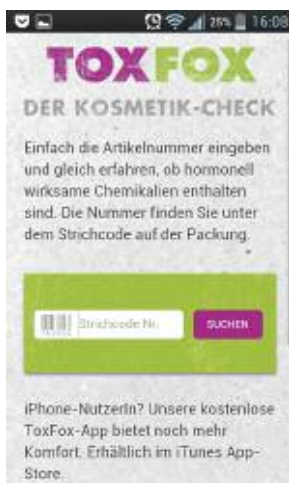 25% 16:08
TOXFOX
DER KOSMETIK-CHECK
Einfach die Artikelnummer eingeben
und gleich erfahren, ob hormonell
wirksame Chemikalien enthalten
sind. Die Nummer finden Sie unter
dem Strichcode auf der Packung.
Strichcode Nr.
SUCHEN
iPhone-NutzerIn? Unsere kostenlose
ToxFox-App bietet noch mehr
Komfort. Erhältlich im iTunes App-
Store.